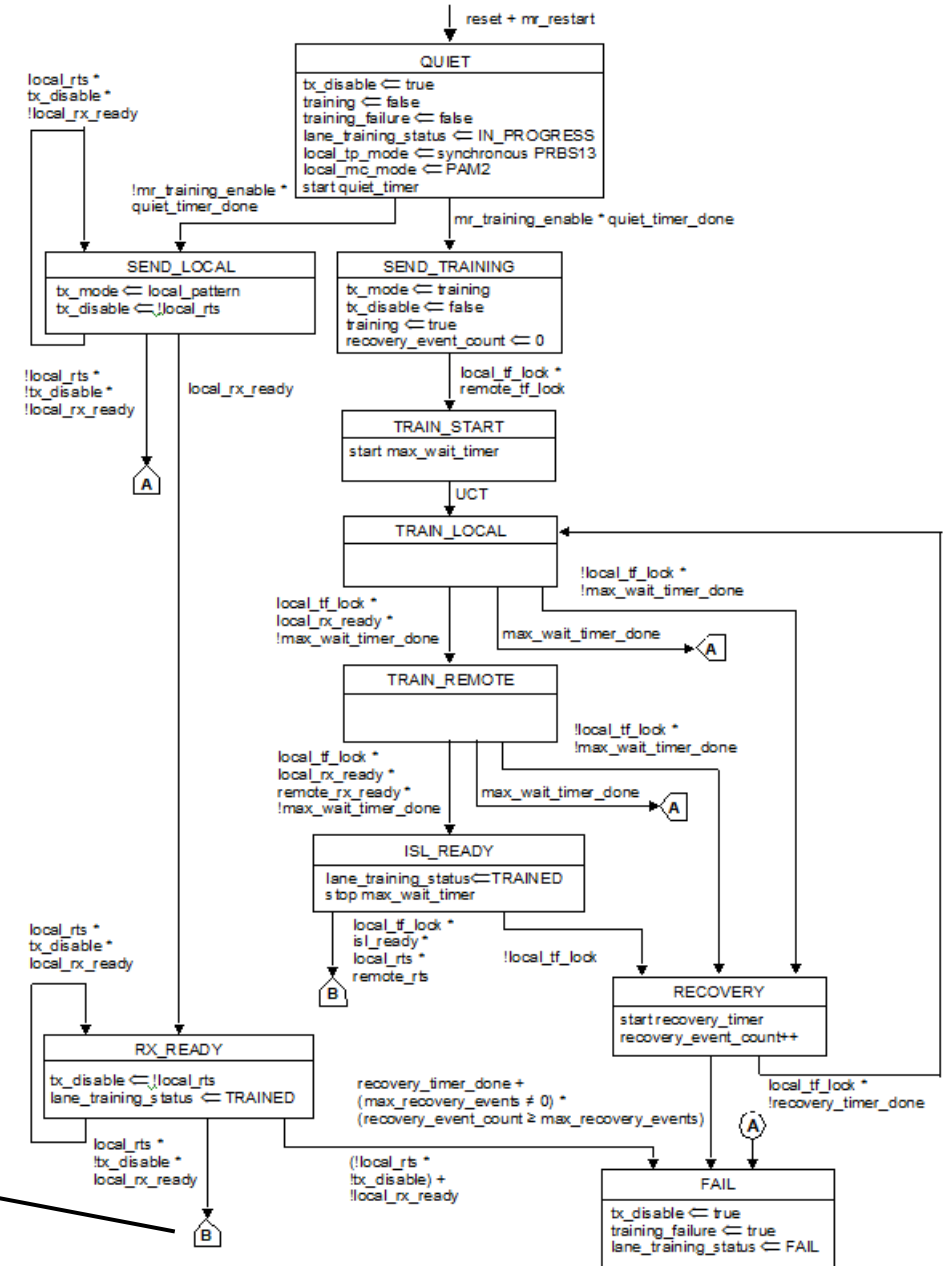 reset + mr_restart
QUIET
tx_disable ⇐ true
training ⇐ false
training_failure ⇐ false
lane_training_status ⇐ IN_PROGRESS
local_tp_mode ⇐ synchronous PRBS13
local_mc_mode ⇐ PAM2
start quiet_timer
local_rts *
tx_disable *
!local_rx_ready
!mr_training_enable *
quiet_timer_done
mr_training_enable * quiet_timer_done
SEND_LOCAL
tx_mode ⇐ local_pattern
tx_disable ⇐ !local_rts
SEND_TRAINING
tx_mode ⇐ training
tx_disable ⇐ false
training ⇐ true
recovery_event_count ⇐ 0
!local_rts *
!tx_disable *
!local_rx_ready
local_rx_ready
A
local_tf_lock *
remote_tf_lock
TRAIN_START
start max_wait_timer
UCT
TRAIN_LOCAL
local_tf_lock *
local_rx_ready *
!max_wait_timer_done
max_wait_timer_done
A
!local_tf_lock *
!max_wait_timer_done
TRAIN_REMOTE
local_tf_lock *
local_rx_ready *
remote_rx_ready *
!max_wait_timer_done
max_wait_timer_done
A
!local_tf_lock *
!max_wait_timer_done
ISL_READY
lane_training_status⇐TRAINED
stop max_wait_timer
local_tf_lock *
isl_ready *
local_rts *
remote_rts
B
!local_tf_lock
RECOVERY
start recovery_timer
recovery_event_count++
local_rts *
tx_disable *
local_rx_ready
RX_READY
tx_disable ⇐ !local_rts
lane_training_status ⇐ TRAINED
recovery_timer_done +
(max_recovery_events ≠ 0) *
(recovery_event_count ≥ max_recovery_events)
local_tf_lock *
!recovery_timer_done
A
local_rts *
!tx_disable *
local_rx_ready
B
(!local_rts *
!tx_disable) +
!local_rx_ready
FAIL
tx_disable ⇐ true
training_failure ⇐ true
lane_training_status ⇐ FAIL